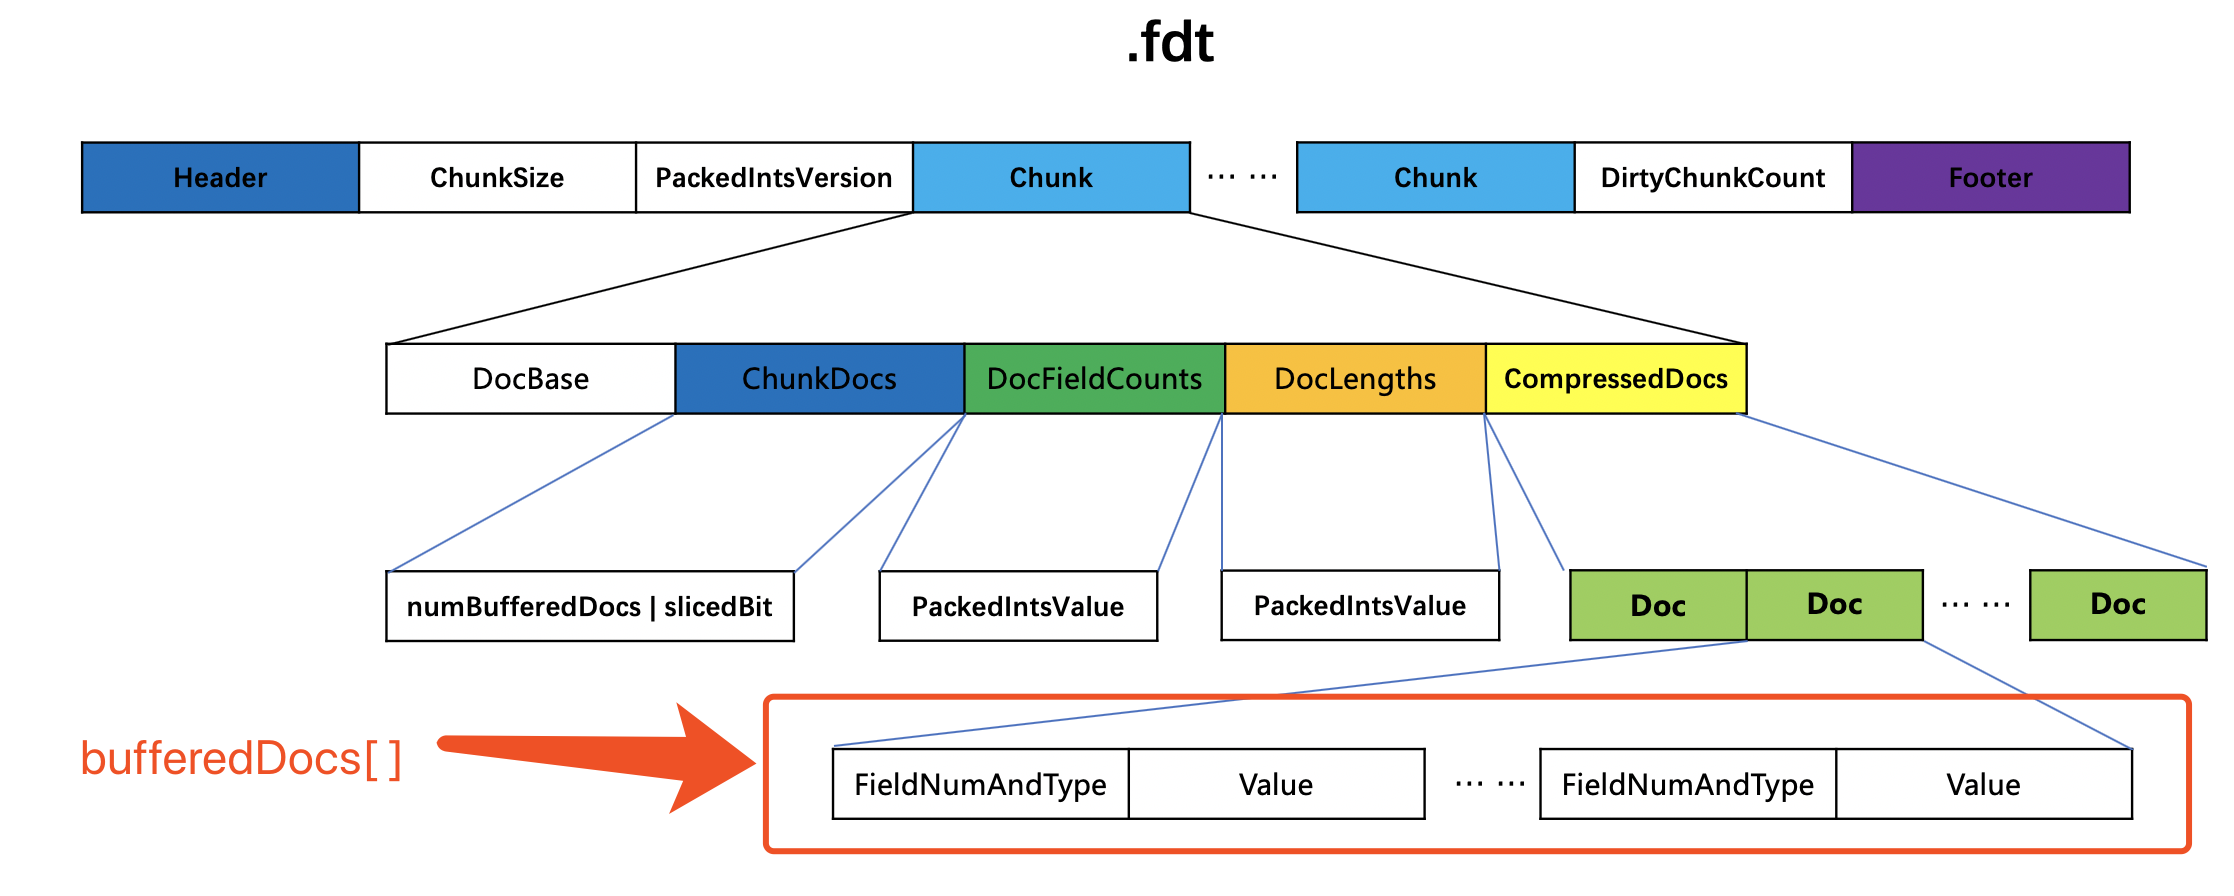 .fdt
Header ChunkSize PackedIntsVersion Chunk ... ... Chunk DirtyChunkCount Footer
DocBase ChunkDocs DocFieldCounts DocLengths CompressedDocs
numBufferedDocs | slicedBit PackedIntsValue PackedIntsValue Doc Doc ... ... Doc
bufferedDocs[ ]
FieldNumAndType Value ... ... FieldNumAndType Value